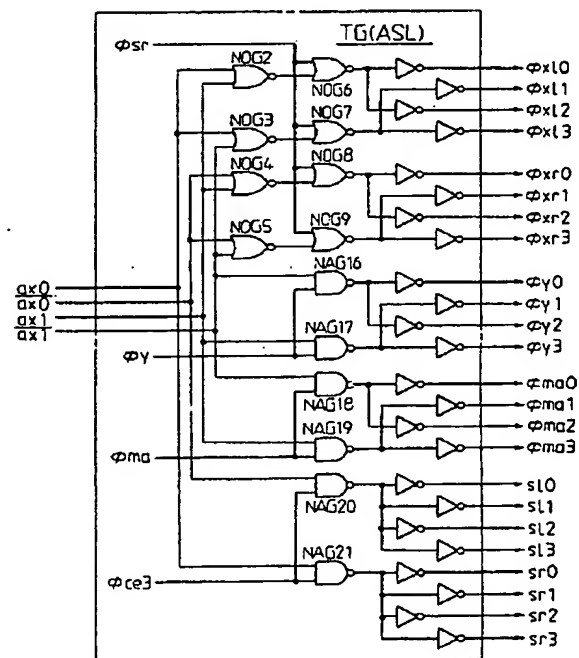 TG(ASL)
φsr
NOG2
NOG6
φxl0
φxl1
φxl2
φxl3
NOG3
NOG7
NOG4
NOG8
φxr0
φxr1
φxr2
φxr3
NOG5
NOG9
ax0
ax0
ax1
ax1
NAG16
φy0
φy1
φy2
φy3
φy
NAG17
NAG18
φma0
φma1
φma2
φma3
NAG19
φma
NAG20
sl0
sl1
sl2
sl3
NAG21
φce3
sr0
sr1
sr2
sr3